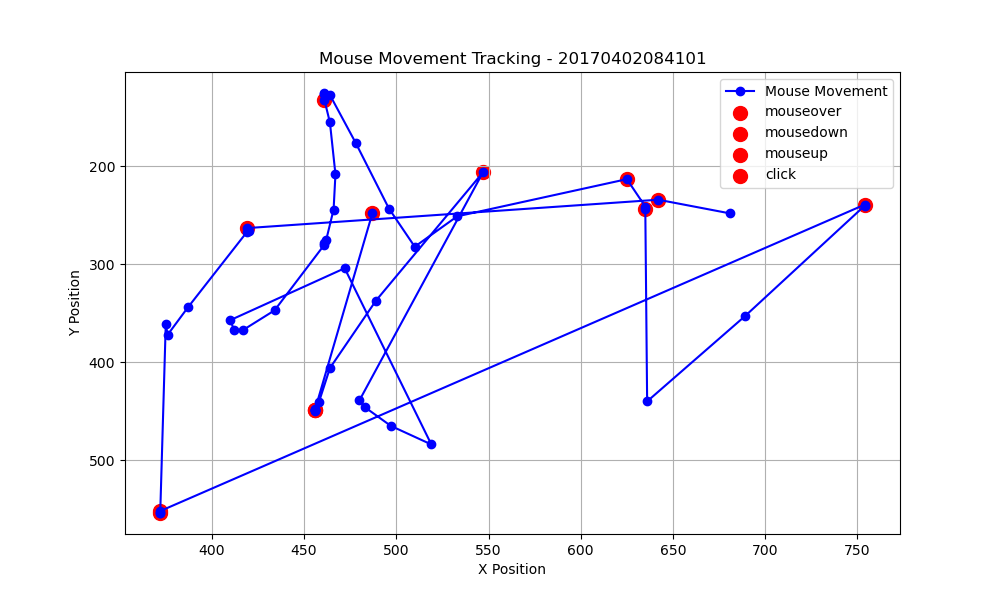 Mouse Movement Tracking - 20170402084101
Mouse Movement
mouseover
mousedown
mouseup
click
Y Position
200
300
400
500
400
450
500
550
600
650
700
750
X Position